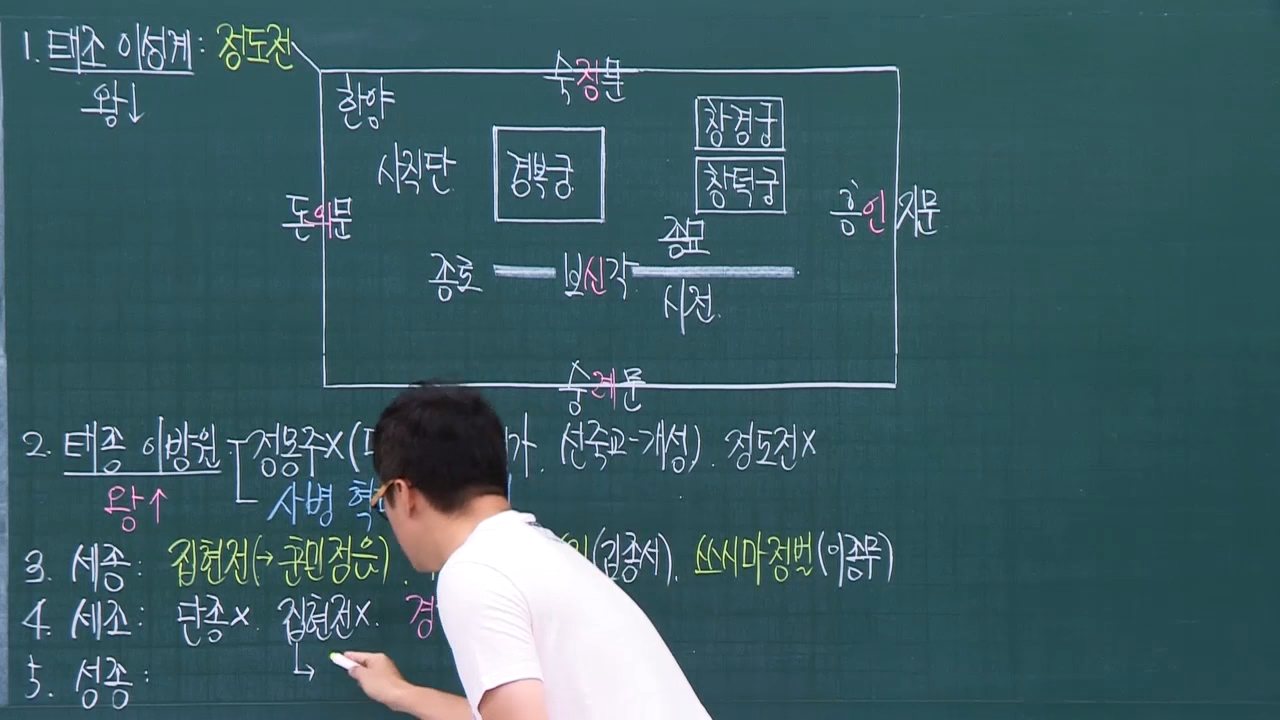 1. 태조 이성계: 정도전
왕↓
한양
숙정문
창경궁
사직단
경복궁
창덕궁
돈의문
흥인지문
종묘
종로
보신각
시전
숭례문
2. 태종 이방원 정몽주×( 가. 선죽교-개성). 정도전×
왕↑
사병 혁
3. 세종: 집현전(→훈민정음). (김종서). 쓰시마정벌(이종무)
4. 세조: 단종×. 집현전×. 경
↳
5. 성종: